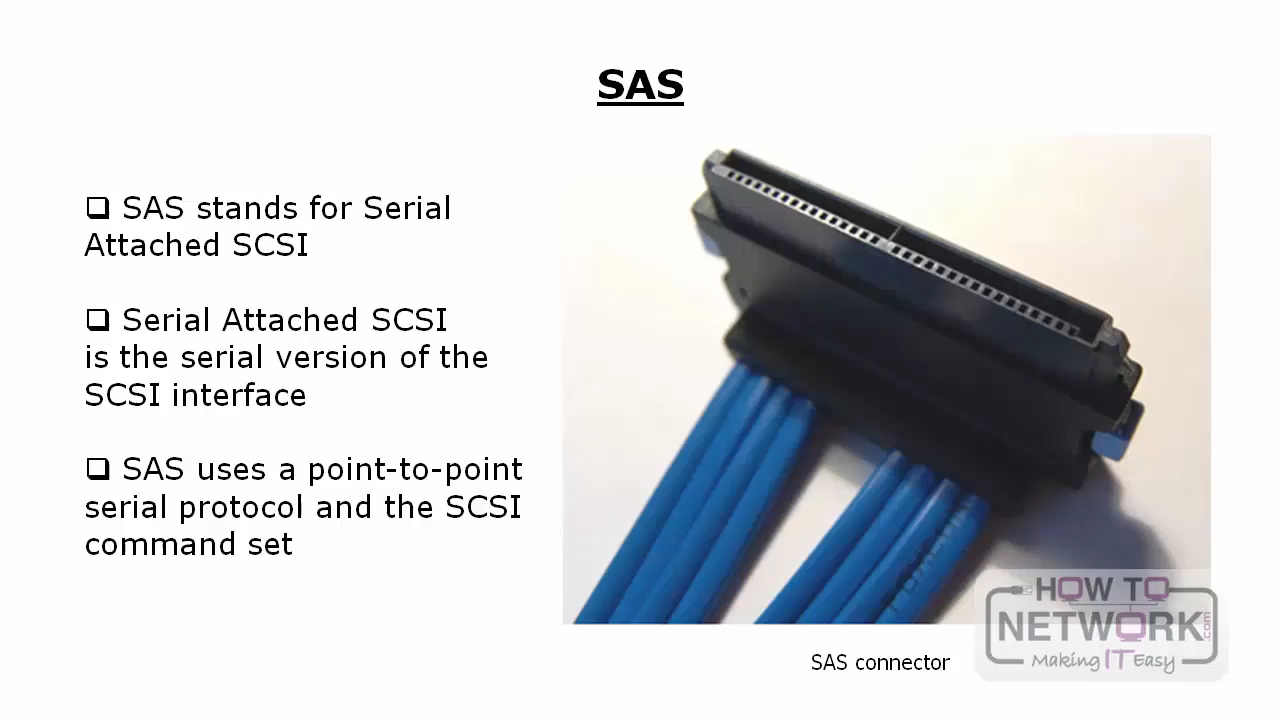 SAS
❑ SAS stands for Serial
Attached SCSI
❑ Serial Attached SCSI
is the serial version of the
SCSI interface
❑ SAS uses a point-to-point
serial protocol and the SCSI
command set
SAS connector
HOW TO
NETWORK.com
Making IT Easy